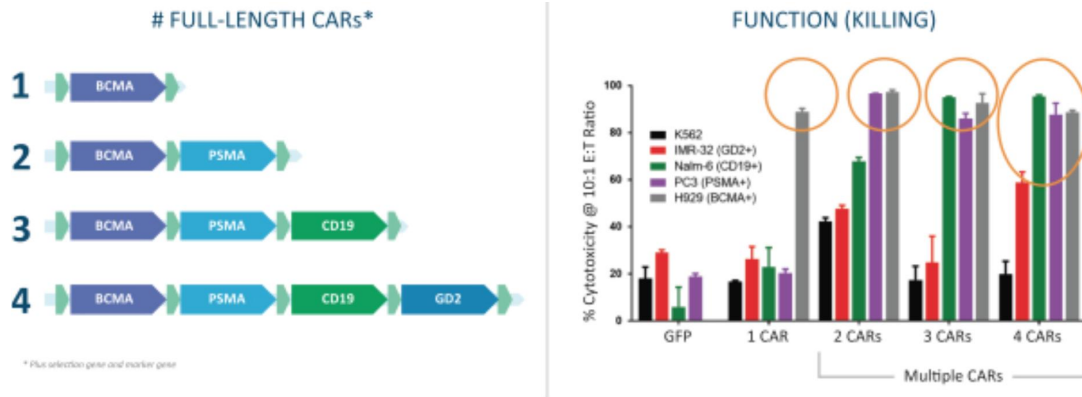 # FULL-LENGTH CARs*
1 BCMA
2 BCMA PSMA
3 BCMA PSMA CD19
4 BCMA PSMA CD19 GD2
* Plus selection gene and marker gene
FUNCTION (KILLING)
% Cytotoxicity @ 10:1 E:T Ratio
100
80
60
40
20
0
K562
IMR-32 (GD2+)
Nalm-6 (CD19+)
PC3 (PSMA+)
H929 (BCMA+)
GFP 1 CAR 2 CARs 3 CARs 4 CARs
Multiple CARs